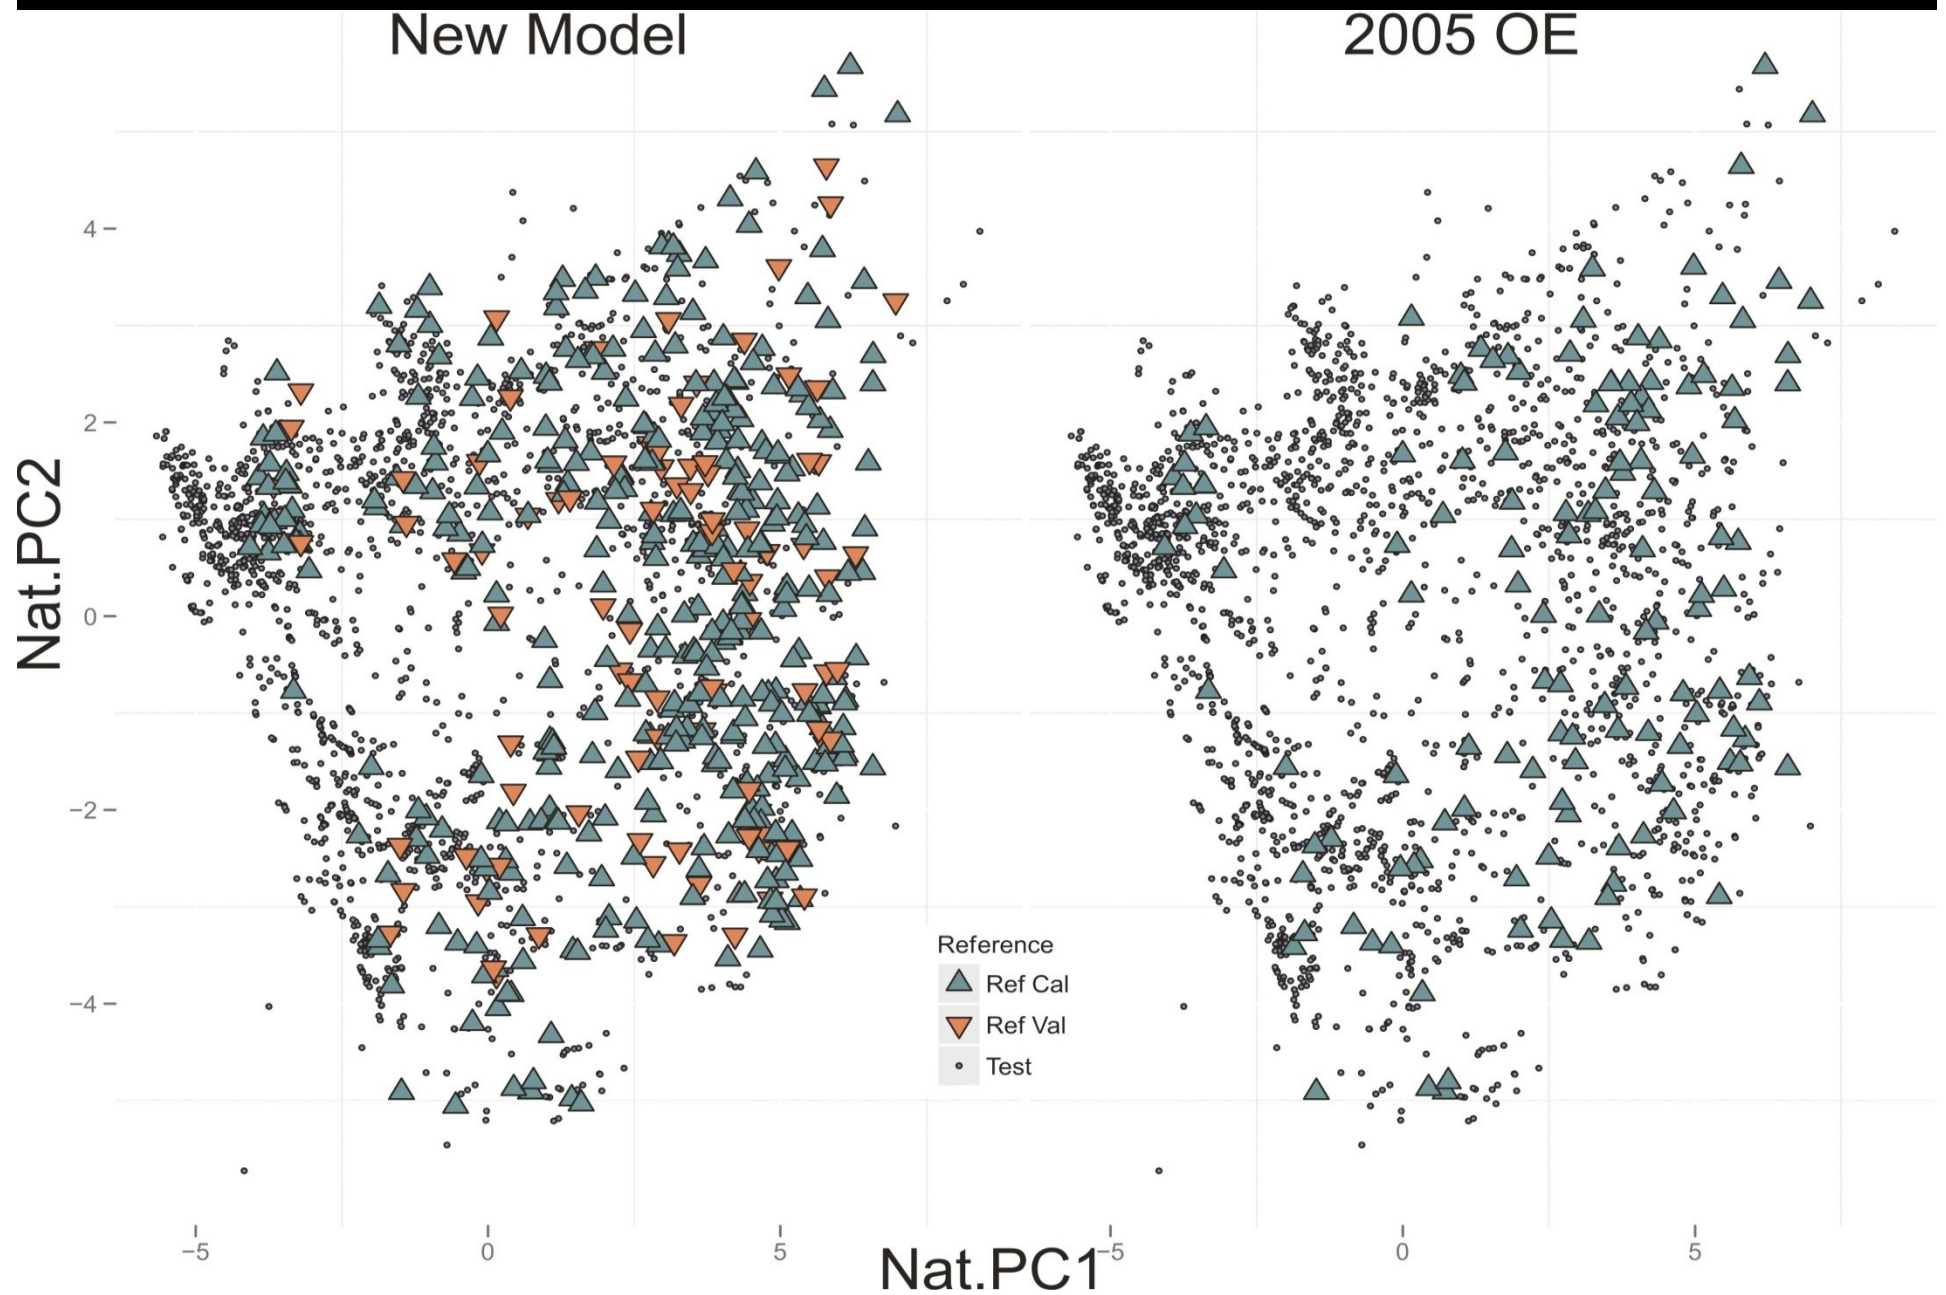 New Model
2005 OE
Nat.PC2
4
2
0
−2
−4
Reference
Ref Cal
Ref Val
Test
−5
0
5
−5
0
5
Nat.PC1